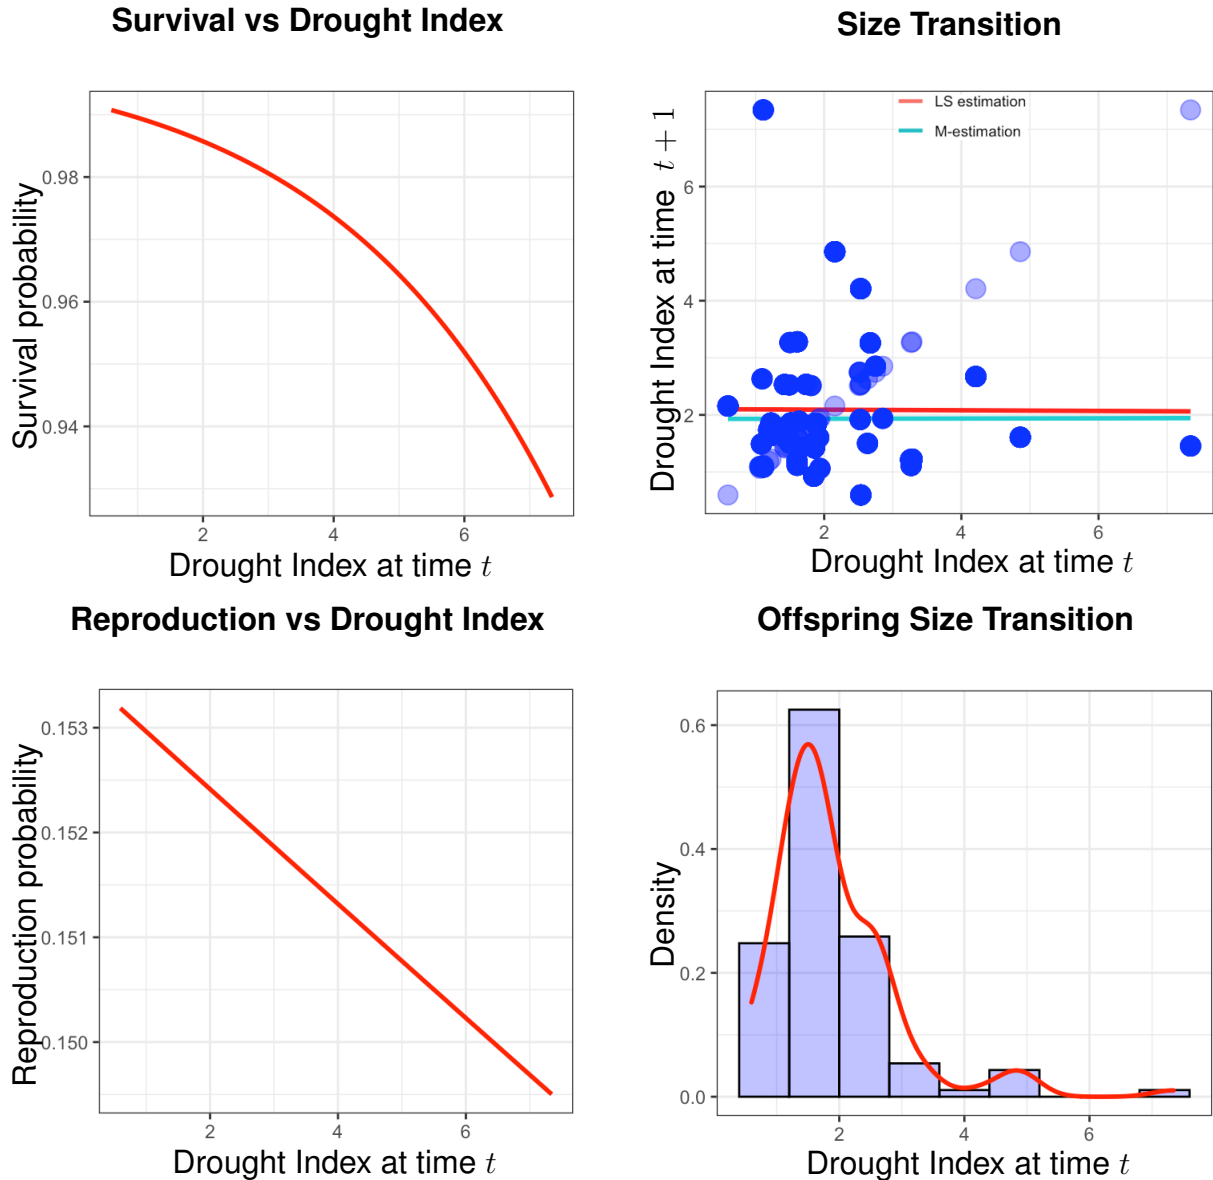 Survival vs Drought Index
Survival probability
0.98
0.96
0.94
2
4
6
Drought Index at time t
Size Transition
Drought Index at time t + 1
LS estimation
M-estimation
6
4
2
2
4
6
Drought Index at time t
Reproduction vs Drought Index
Reproduction probability
0.153
0.152
0.151
0.150
2
4
6
Drought Index at time t
Offspring Size Transition
Density
0.6
0.4
0.2
0.0
2
4
6
Drought Index at time t